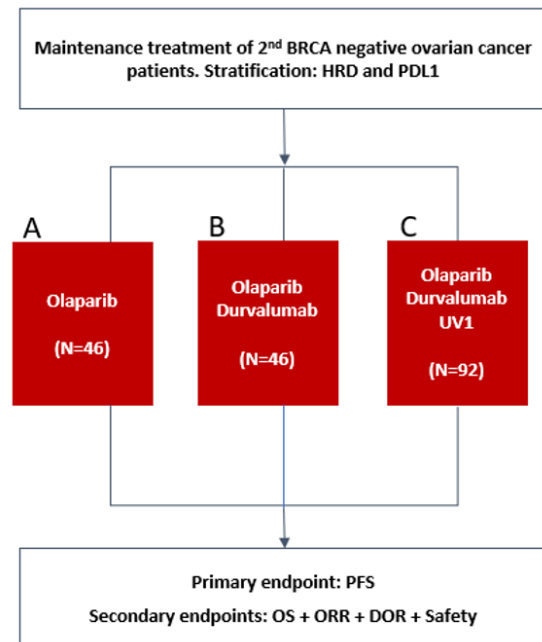 Maintenance treatment of 2nd BRCA negative ovarian cancer
patients. Stratification: HRD and PDL1
A
Olaparib
(N=46)
B
Olaparib
Durvalumab
(N=46)
C
Olaparib
Durvalumab
UV1
(N=92)
Primary endpoint: PFS
Secondary endpoints: OS + ORR + DOR + Safety